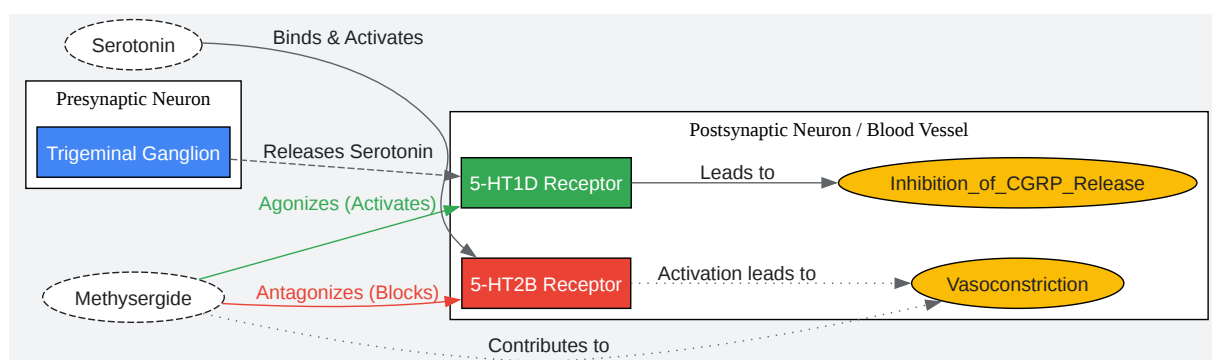 Serotonin
Binds & Activates
Presynaptic Neuron
Trigeminal Ganglion
Releases Serotonin
Postsynaptic Neuron / Blood Vessel
5-HT1D Receptor
Leads to
Inhibition_of_CGRP_Release
Agonizes (Activates)
Methysergide
Antagonizes (Blocks)
5-HT2B Receptor
Activation leads to
Vasoconstriction
Contributes to